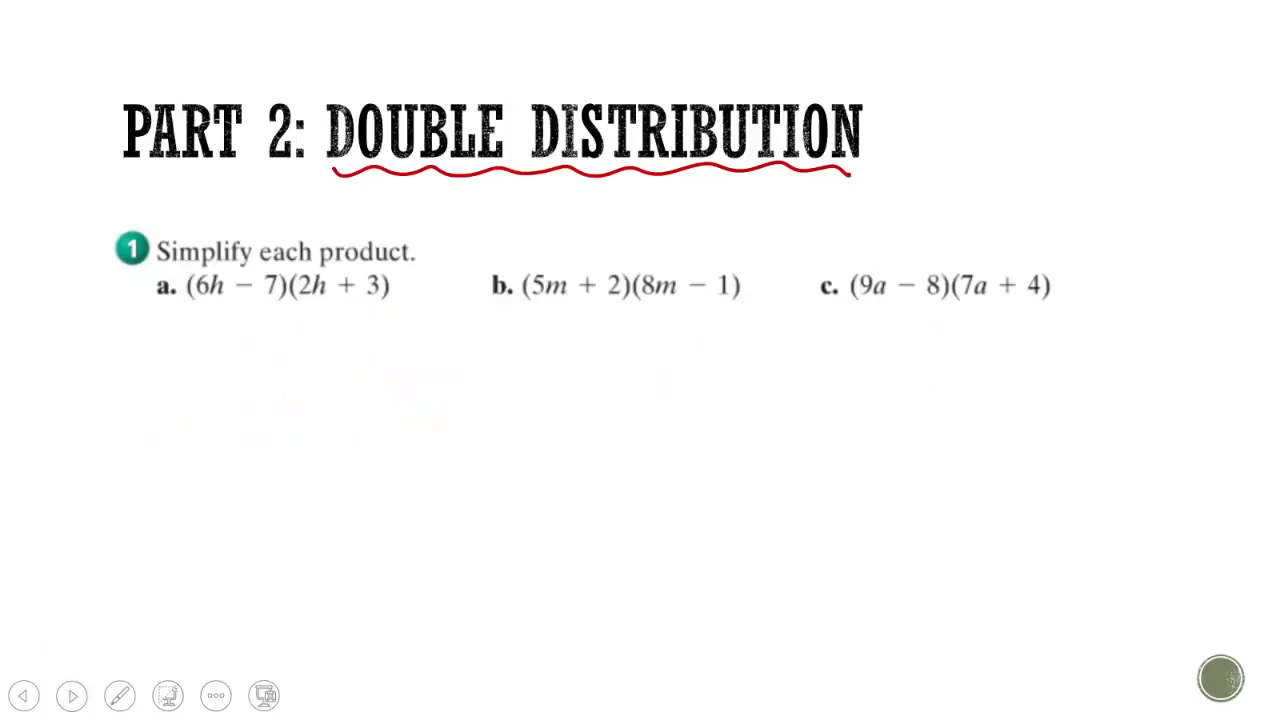 PART 2: DOUBLE DISTRIBUTION
1 Simplify each product.
a. (6h − 7)(2h + 3) b. (5m + 2)(8m − 1) c. (9a − 8)(7a + 4)